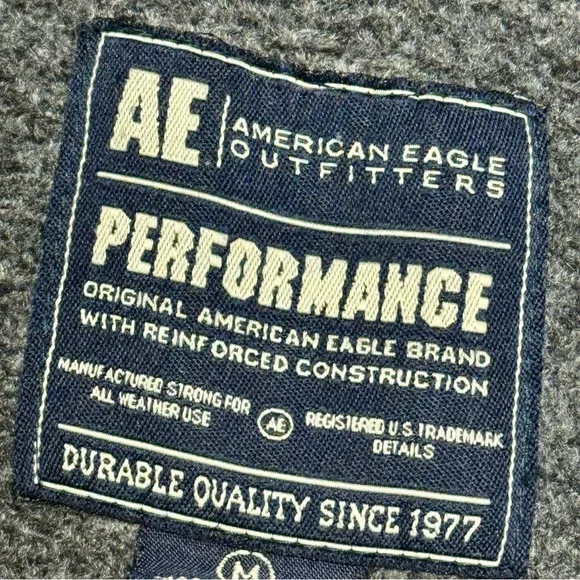 AE AMERICAN EAGLE
OUTFITTERS
PERFORMANCE
ORIGINAL AMERICAN EAGLE BRAND
WITH REINFORCED CONSTRUCTION
MANUFACTURED STRONG FOR
ALL WEATHER USE
AE
REGISTERED U.S. TRADEMARK
DETAILS
DURABLE QUALITY SINCE 1977
M